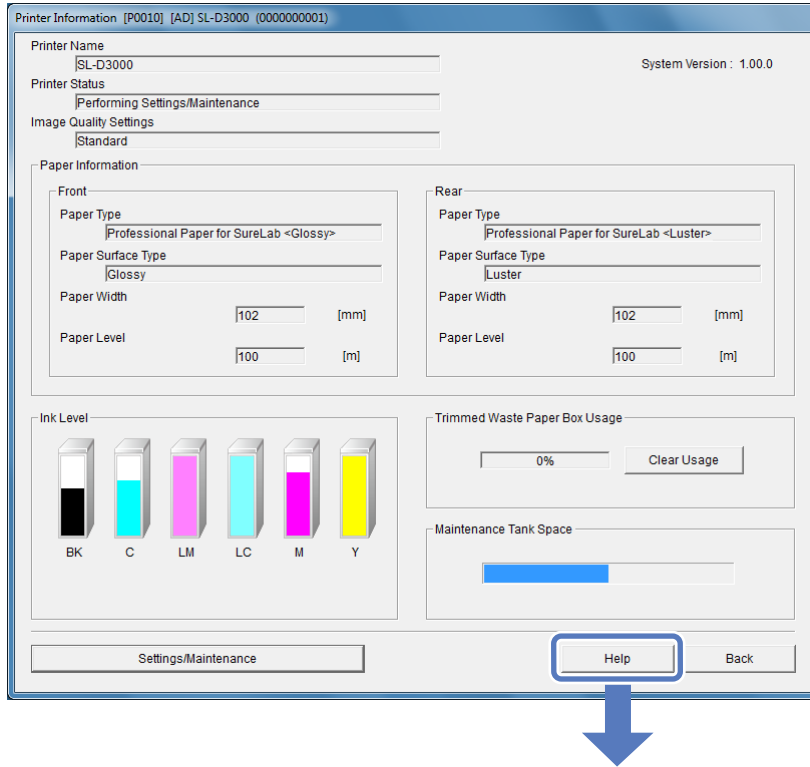 Printer Information [P0010] [AD] SL-D3000 (0000000001)
Printer Name
SL-D3000
System Version : 1.00.0
Printer Status
Performing Settings/Maintenance
Image Quality Settings
Standard
Paper Information
Front
Paper Type
Professional Paper for SureLab <Glossy>
Paper Surface Type
Glossy
Paper Width
102 [mm]
Paper Level
100 [m]
Rear
Paper Type
Professional Paper for SureLab <Luster>
Paper Surface Type
Luster
Paper Width
102 [mm]
Paper Level
100 [m]
Ink Level
BK C LM LC M Y
Trimmed Waste Paper Box Usage
0% Clear Usage
Maintenance Tank Space
Settings/Maintenance Help Back